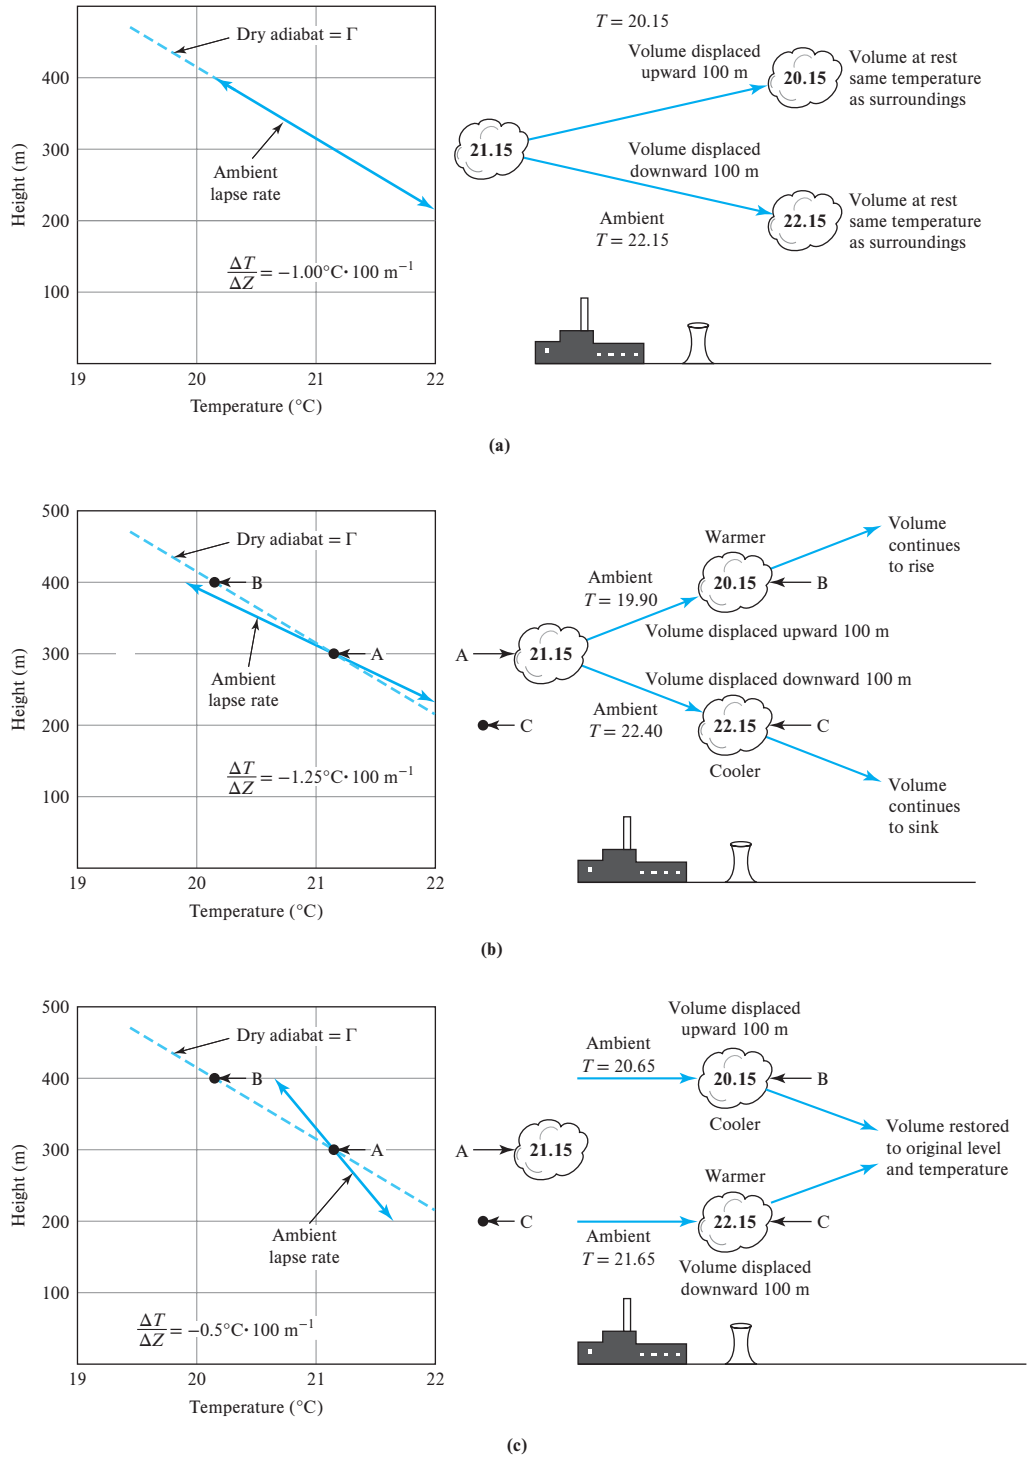 Dry adiabat = Γ
400
300
200
100
Height (m)
Ambient
lapse rate
ΔT
ΔZ
= −1.00°C· 100 m⁻¹
19
20
21
22
Temperature (°C)
T = 20.15
Volume displaced
upward 100 m
20.15
Volume at rest
same temperature
as surroundings
21.15
Volume displaced
downward 100 m
Ambient
T = 22.15
22.15
Volume at rest
same temperature
as surroundings
(a)
500
400
300
200
100
Height (m)
Dry adiabat = Γ
B
A
Ambient
lapse rate
ΔT
ΔZ
= −1.25°C· 100 m⁻¹
19
20
21
22
Temperature (°C)
Volume
continues
to rise
Warmer
Ambient
T = 19.90
20.15
B
Volume displaced upward 100 m
A
21.15
Volume displaced downward 100 m
C
Ambient
T = 22.40
22.15
C
Cooler
Volume
continues
to sink
(b)
500
400
300
200
100
Height (m)
Dry adiabat = Γ
B
A
Ambient
lapse rate
ΔT
ΔZ
= −0.5°C· 100 m⁻¹
19
20
21
22
Temperature (°C)
Volume displaced
upward 100 m
Ambient
T = 20.65
20.15
B
Cooler
A
21.15
Volume restored
to original level
and temperature
Warmer
C
Ambient
T = 21.65
22.15
C
Volume displaced
downward 100 m
(c)